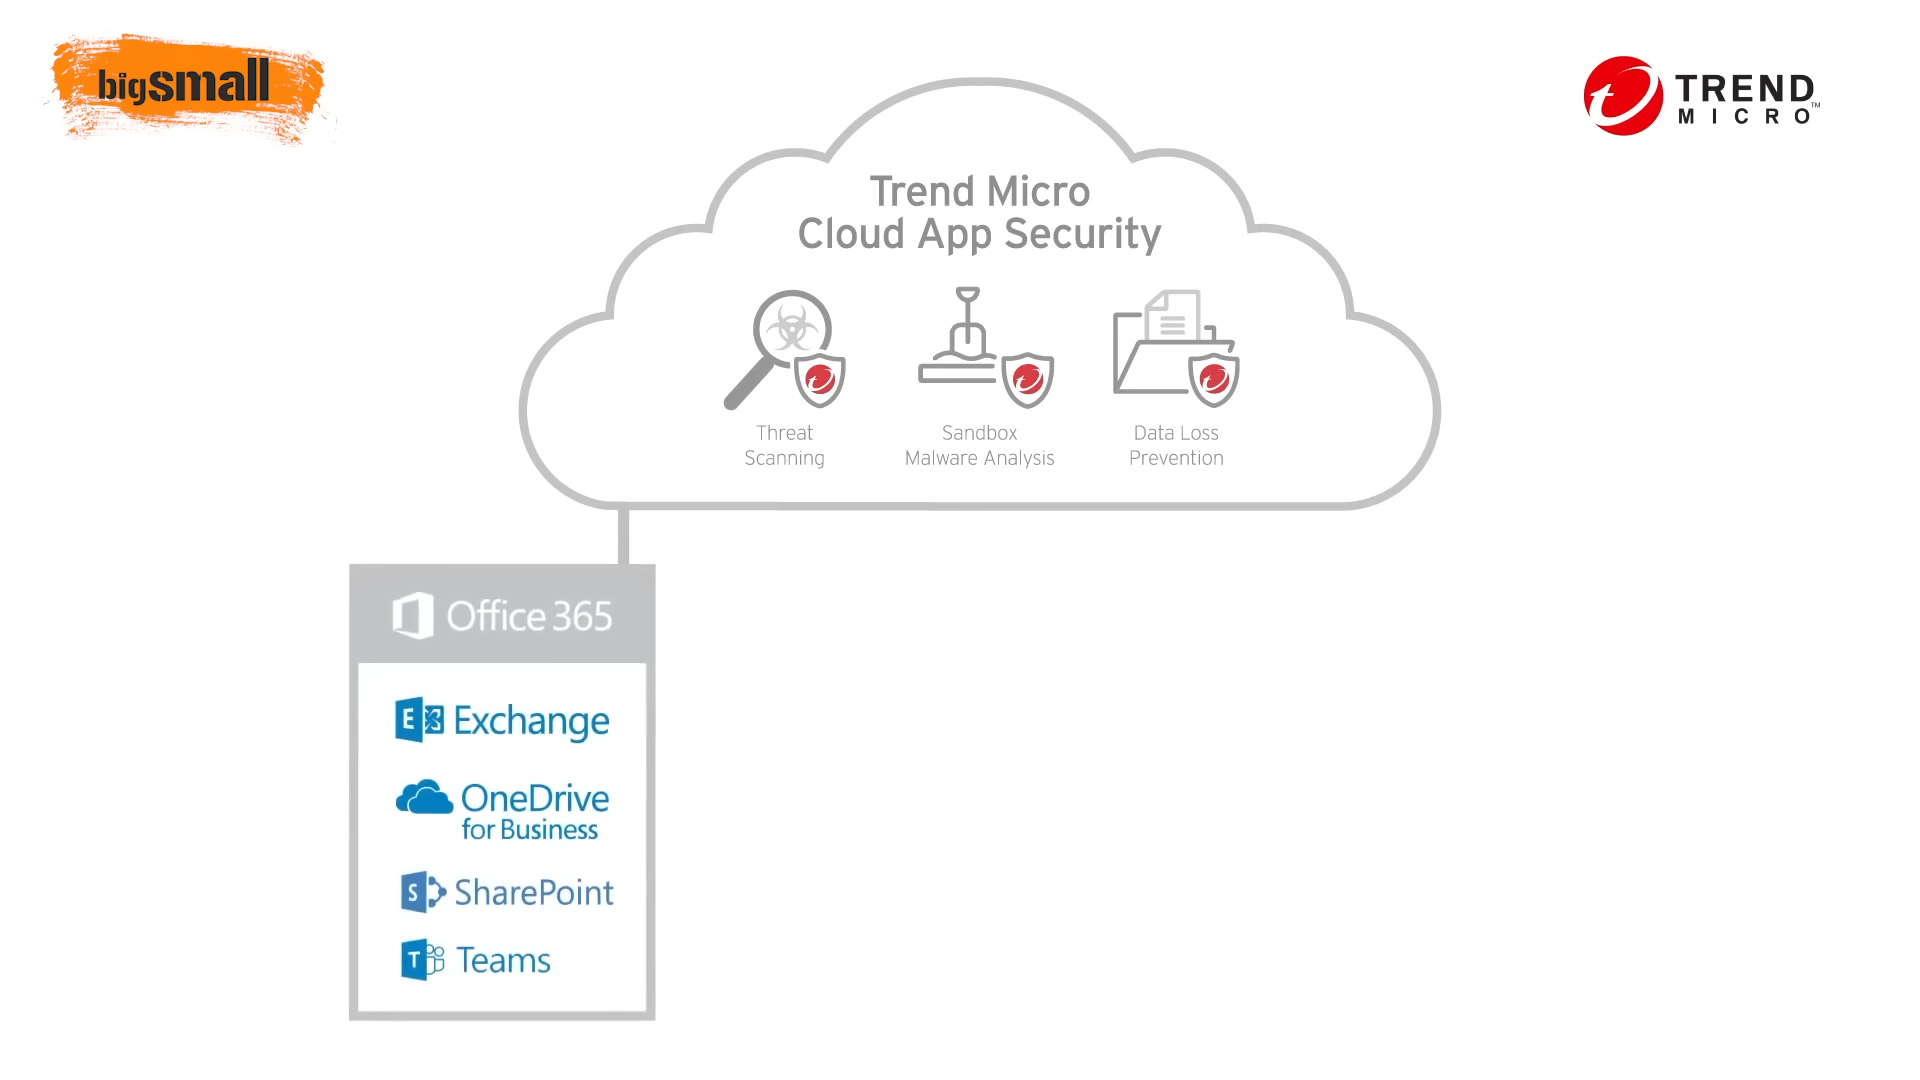 bigsmall
TREND
MICRO™
Trend Micro
Cloud App Security
Threat
Scanning
Sandbox
Malware Analysis
Data Loss
Prevention
Office 365
E Exchange
OneDrive
for Business
S SharePoint
T Teams